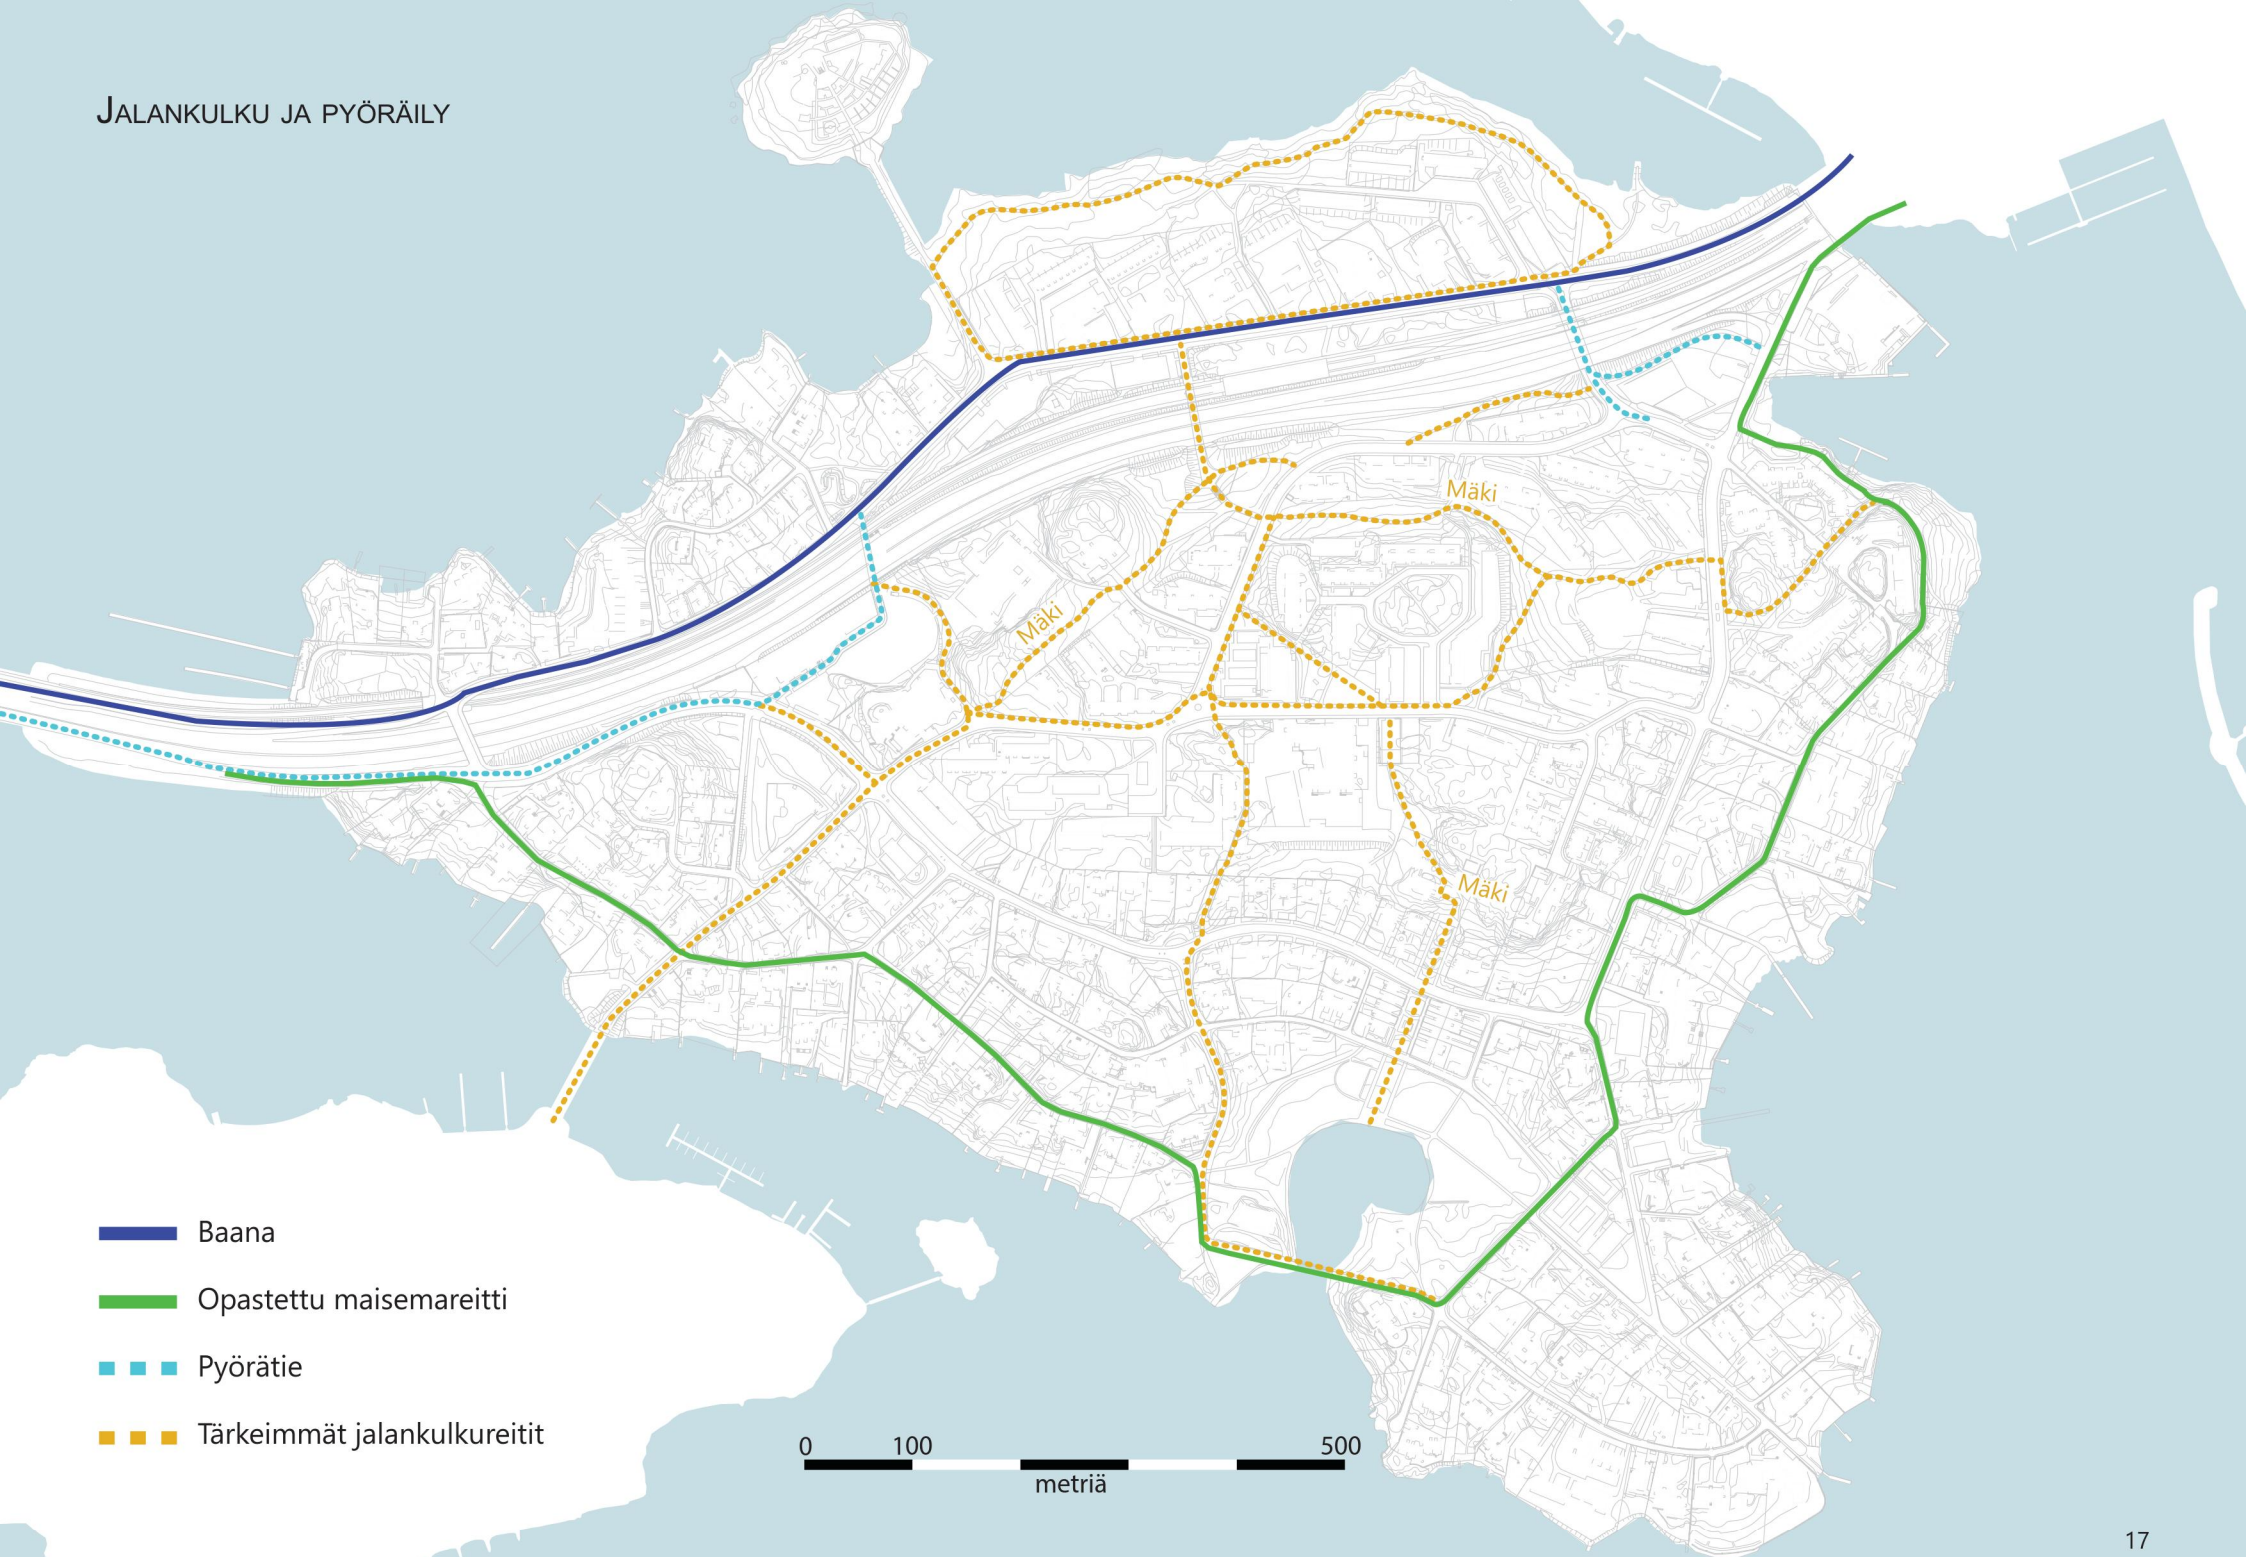 Jalankulku ja pyöräily
Mäki
Mäki
Mäki
Baana
Opastettu maisemareitti
Pyörätie
Tärkeimmät jalankulkureitit
0 100 500
metriä
17